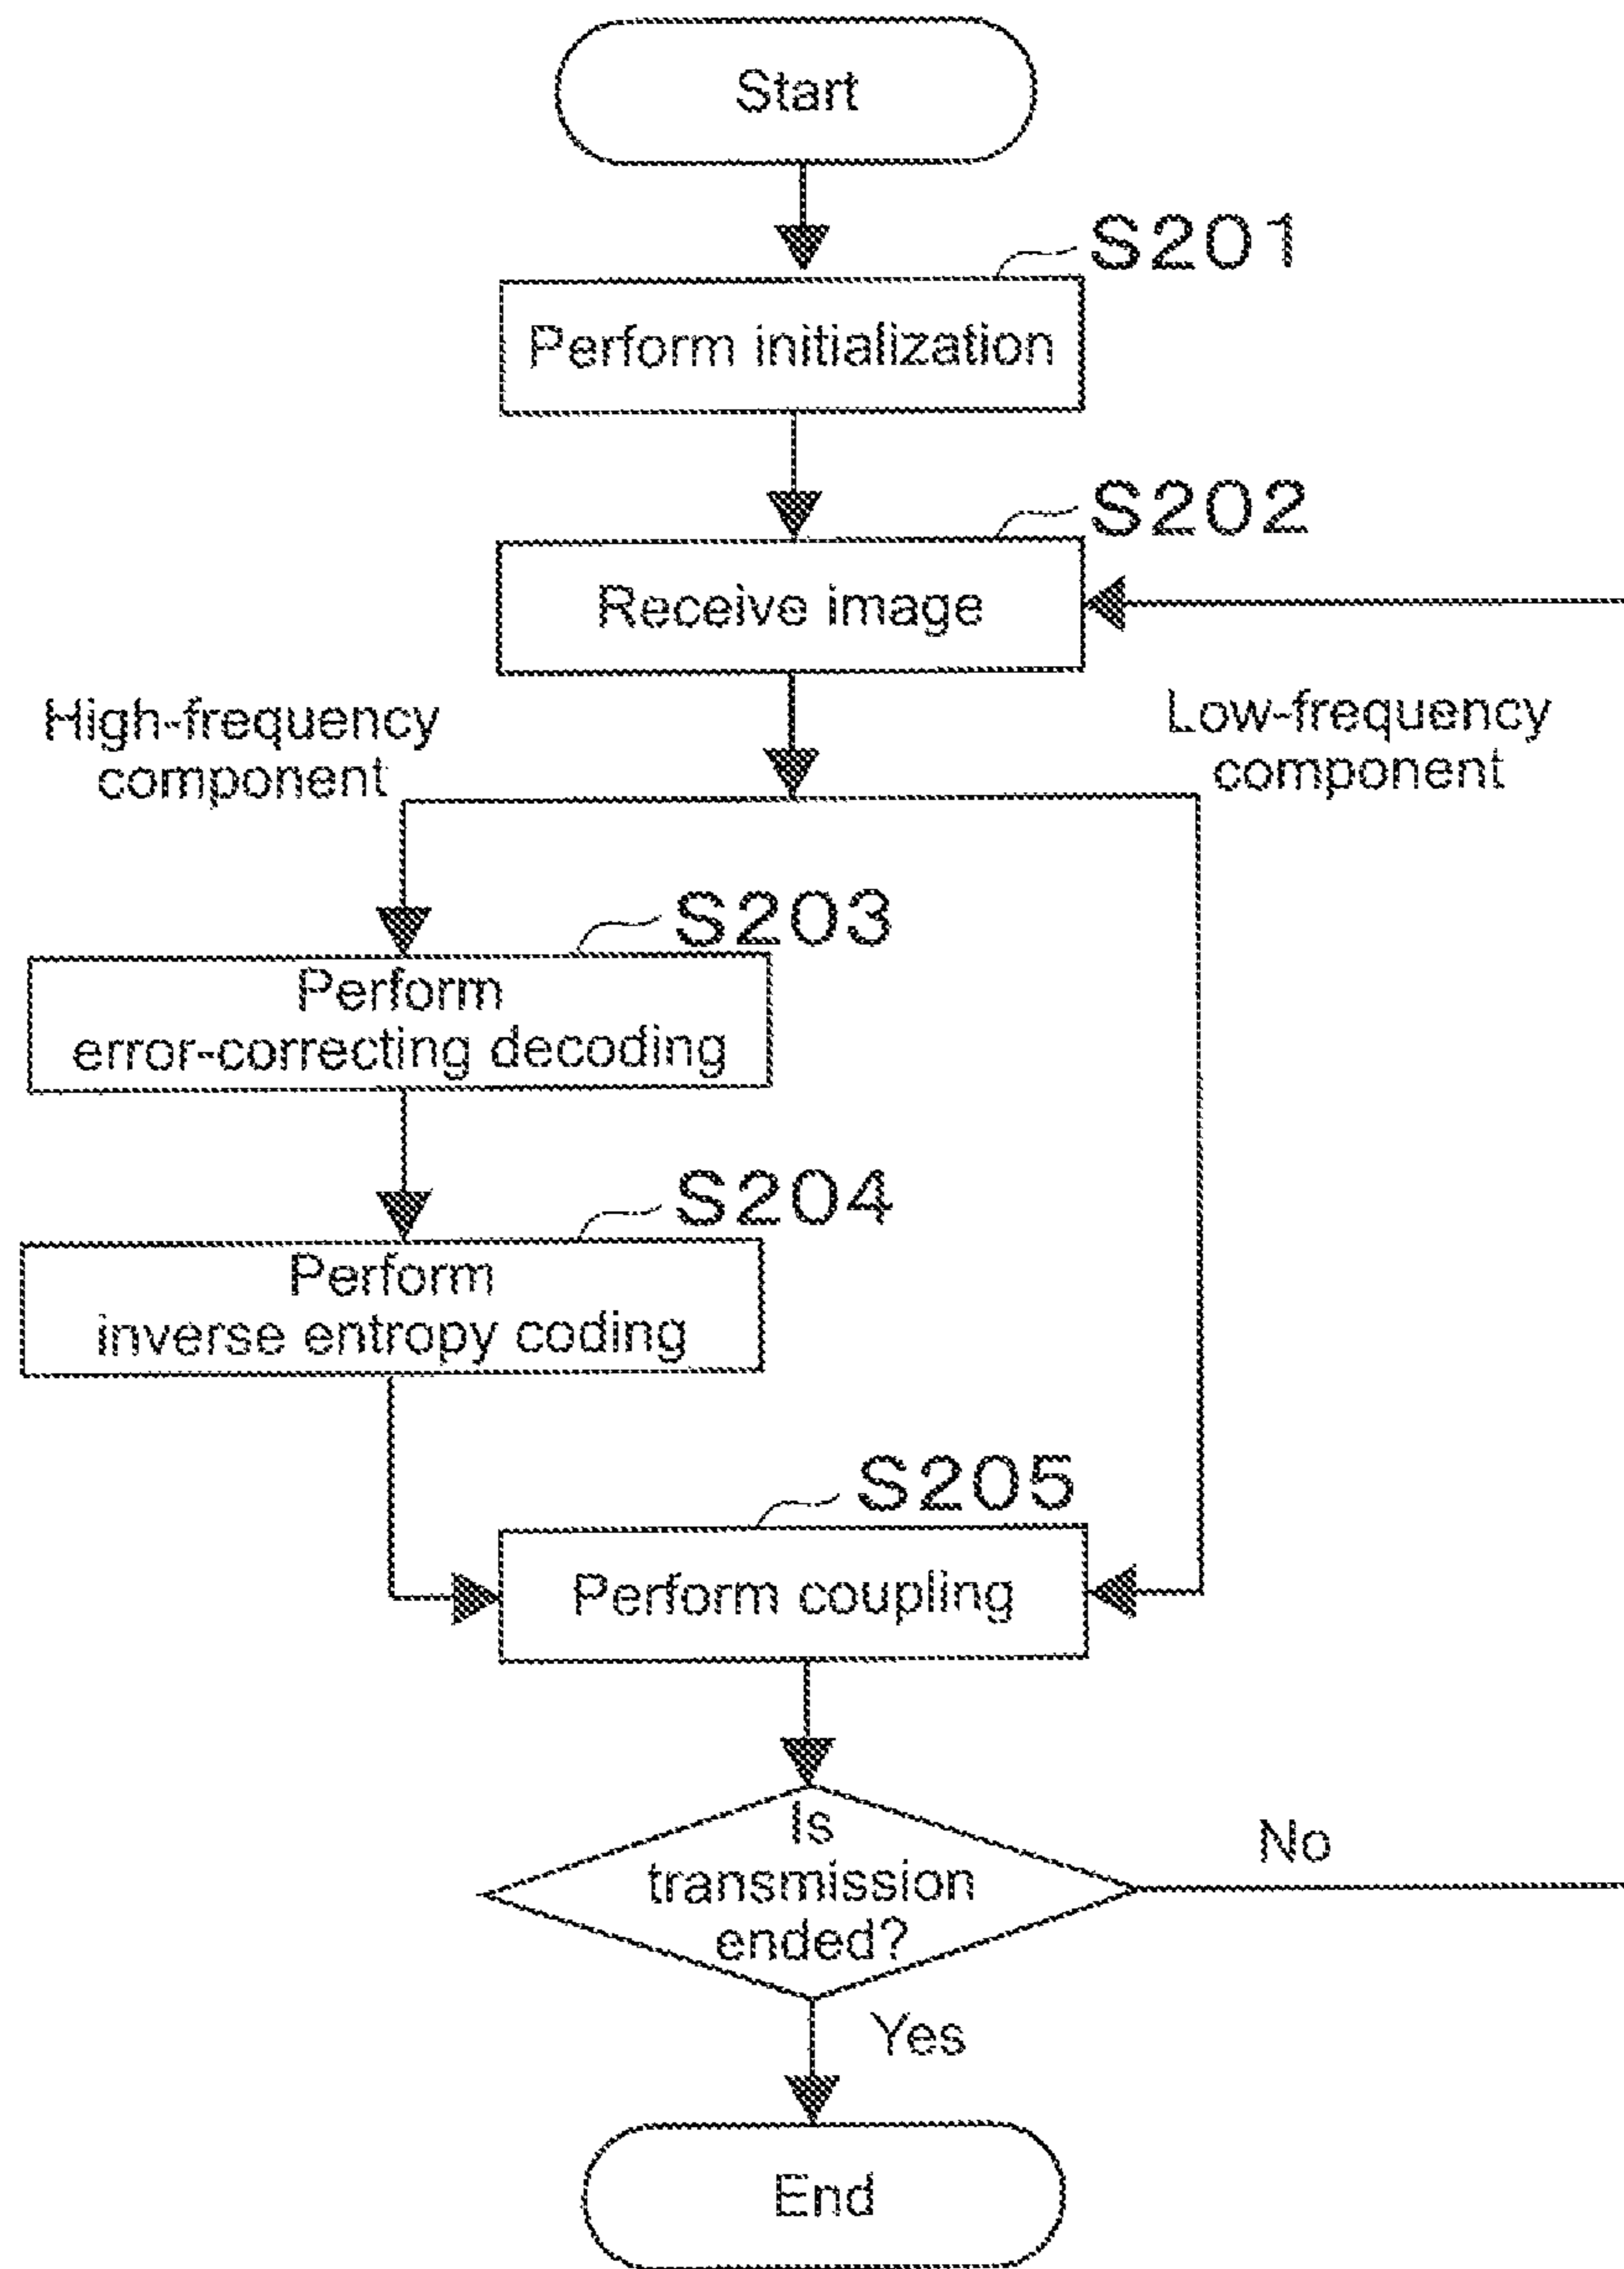 Start
S201
Perform initialization
S202
Receive image
High-frequency
component
Low-frequency
component
S203
Perform
error-correcting decoding
S204
Perform
inverse entropy coding
S205
Perform coupling
Is
transmission
ended?
No
Yes
End